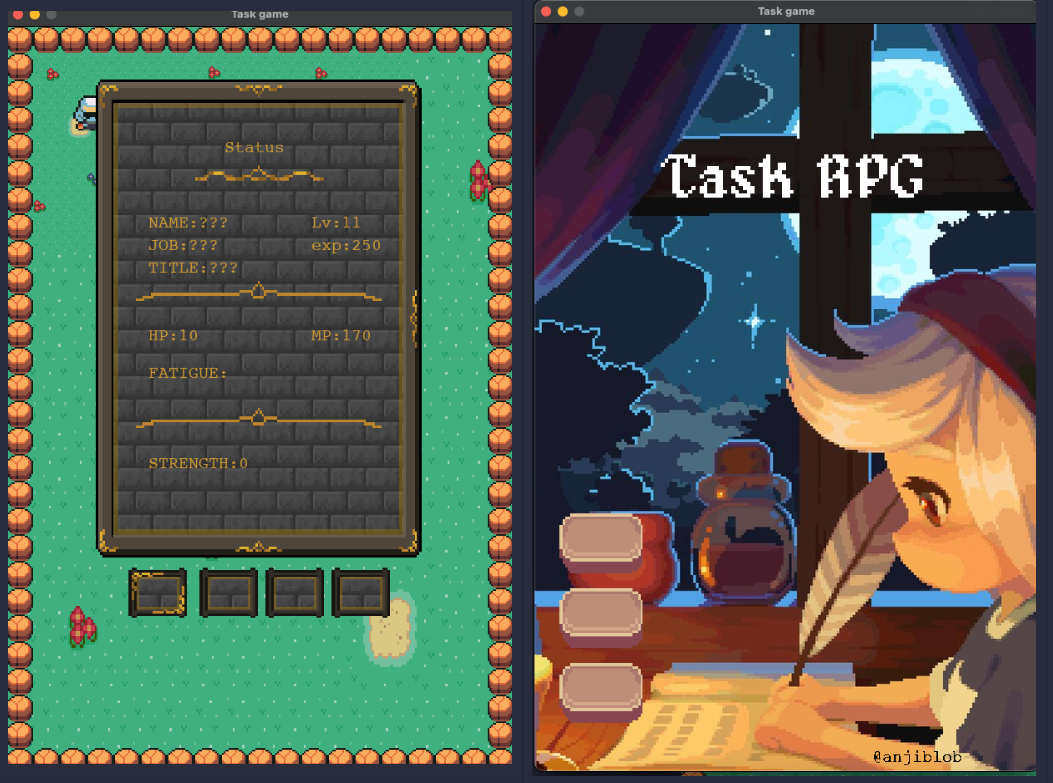 Task game
Status
NAME:???
Lv:11
JOB:???
exp:250
TITLE:???
HP:10
MP:170
FATIGUE:
STRENGTH:0
Task game
Task RPG
@anjiblob